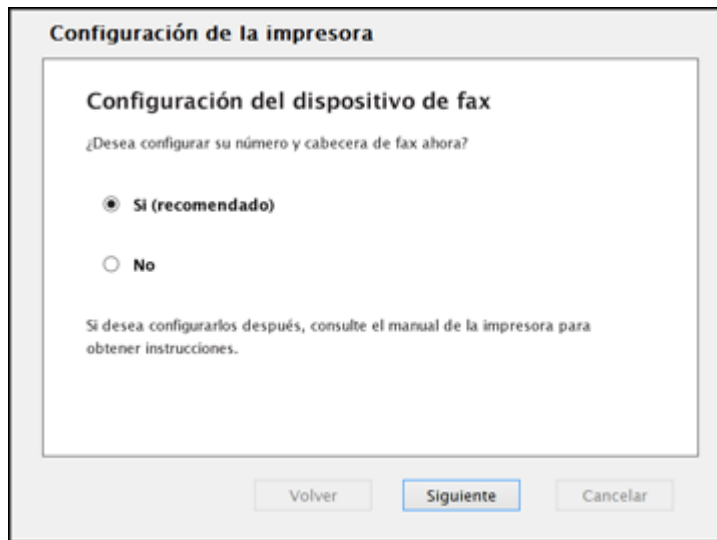 Configuración de la impresora
Configuración del dispositivo de fax
¿Desea configurar su número y cabecera de fax ahora?
Si (recomendado)
No
Si desea configurarlos después, consulte el manual de la impresora para
obtener instrucciones.
Volver
Siguiente
Cancelar